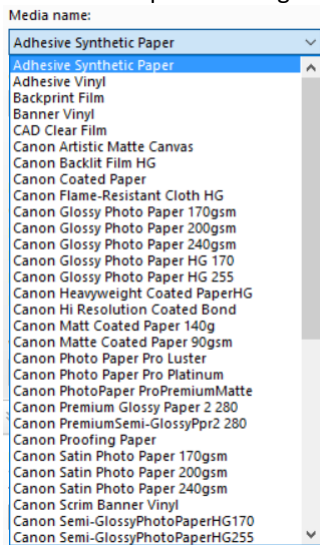 Media name:
Adhesive Synthetic Paper
Adhesive Synthetic Paper
Adhesive Vinyl
Backprint Film
Banner Vinyl
CAD Clear Film
Canon Artistic Matte Canvas
Canon Backlit Film HG
Canon Coated Paper
Canon Flame-Resistant Cloth HG
Canon Glossy Photo Paper 170gsm
Canon Glossy Photo Paper 200gsm
Canon Glossy Photo Paper 240gsm
Canon Glossy Photo Paper HG 170
Canon Glossy Photo Paper HG 255
Canon Heavyweight Coated PaperHG
Canon Hi Resolution Coated Bond
Canon Matt Coated Paper 140g
Canon Matte Coated Paper 90gsm
Canon Photo Paper Pro Luster
Canon Photo Paper Pro Platinum
Canon PhotoPaper ProPremiumMatte
Canon Premium Glossy Paper 2 280
Canon PremiumSemi-GlossyPpr2 280
Canon Proofing Paper
Canon Satin Photo Paper 170gsm
Canon Satin Photo Paper 200gsm
Canon Satin Photo Paper 240gsm
Canon Scrim Banner Vinyl
Canon Semi-GlossyPhotoPaperHG170
Canon Semi-GlossyPhotoPaperHG255